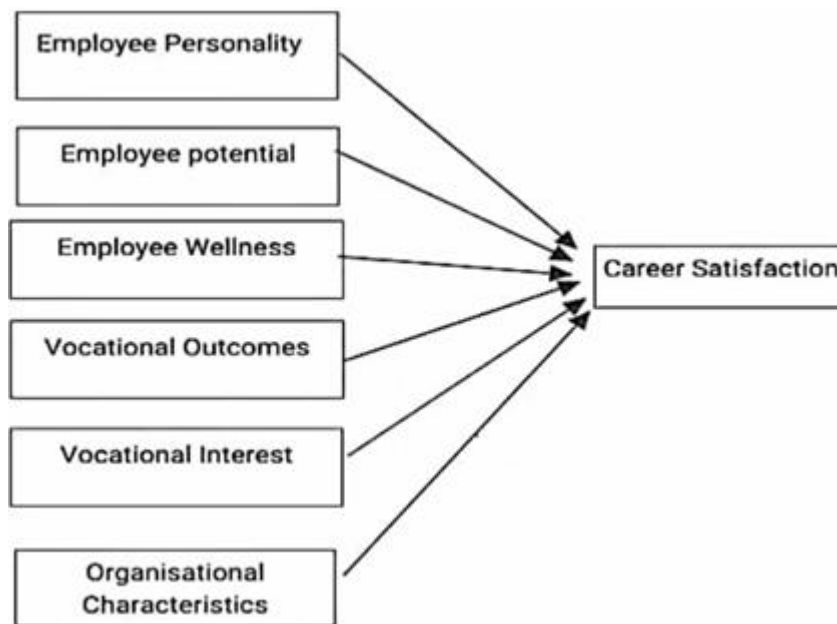 Employee Personality
Employee potential
Employee Wellness
Career Satisfaction
Vocational Outcomes
Vocational Interest
Organisational
Characteristics